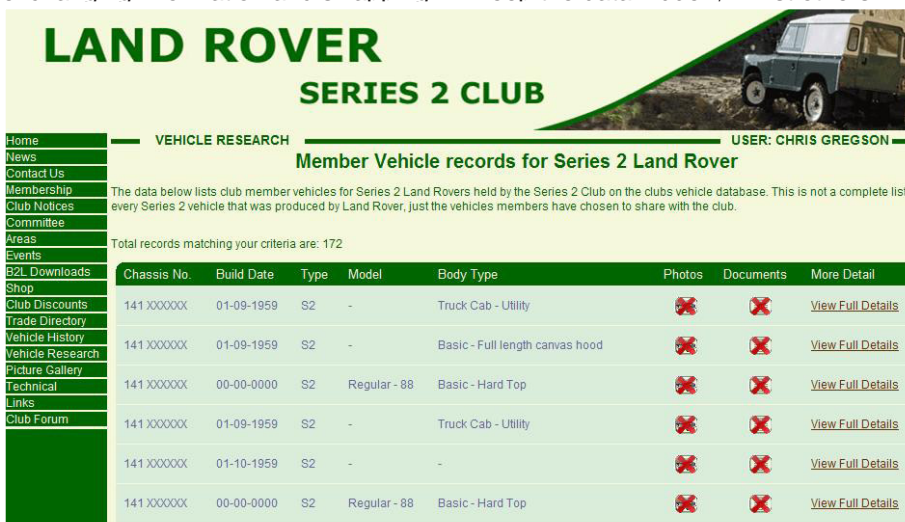 LAND ROVER
SERIES 2 CLUB
VEHICLE RESEARCH
USER: CHRIS GREGSON
Home
News
Contact Us
Membership
Club Notices
Committee
Areas
Events
B2L Downloads
Shop
Club Discounts
Trade Directory
Vehicle History
Vehicle Research
Picture Gallery
Technical
Links
Club Forum
Member Vehicle records for Series 2 Land Rover
The data below lists club member vehicles for Series 2 Land Rovers held by the Series 2 Club on the clubs vehicle database. This is not a complete list
every Series 2 vehicle that was produced by Land Rover, just the vehicles members have chosen to share with the club.
Total records matching your criteria are: 172
Chassis No. Build Date Type Model Body Type Photos Documents More Detail
141 XXXXXX 01-09-1959 S2 - Truck Cab - Utility View Full Details
141 XXXXXX 01-09-1959 S2 - Basic - Full length canvas hood View Full Details
141 XXXXXX 00-00-0000 S2 Regular - 88 Basic - Hard Top View Full Details
141 XXXXXX 01-09-1959 S2 - Truck Cab - Utility View Full Details
141 XXXXXX 01-10-1959 S2 - - View Full Details
141 XXXXXX 00-00-0000 S2 Regular - 88 Basic - Hard Top View Full Details